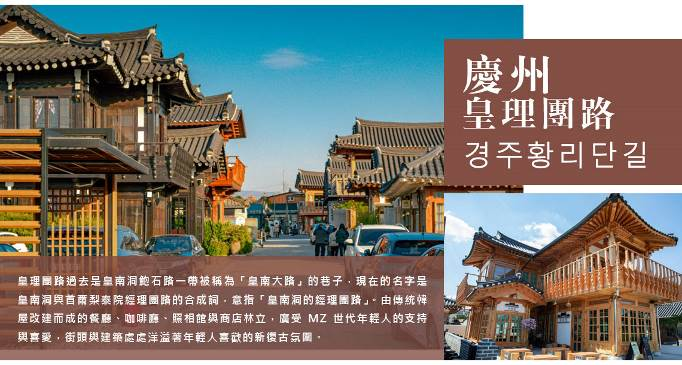 慶州
皇理團路
경주황리단길
皇理團路過去是皇南洞鮑石路一帶被稱為「皇南大路」的巷子，現在的名字是
皇南洞與首爾梨泰院經理團路的合成詞，意指「皇南洞的經理團路」。由傳統韓
屋改建而成的餐廳、咖啡廳、照相館與商店林立，廣受 MZ 世代年輕人的支持
與喜愛，街頭與建築處處洋溢著年輕人喜歡的新復古氛圍。